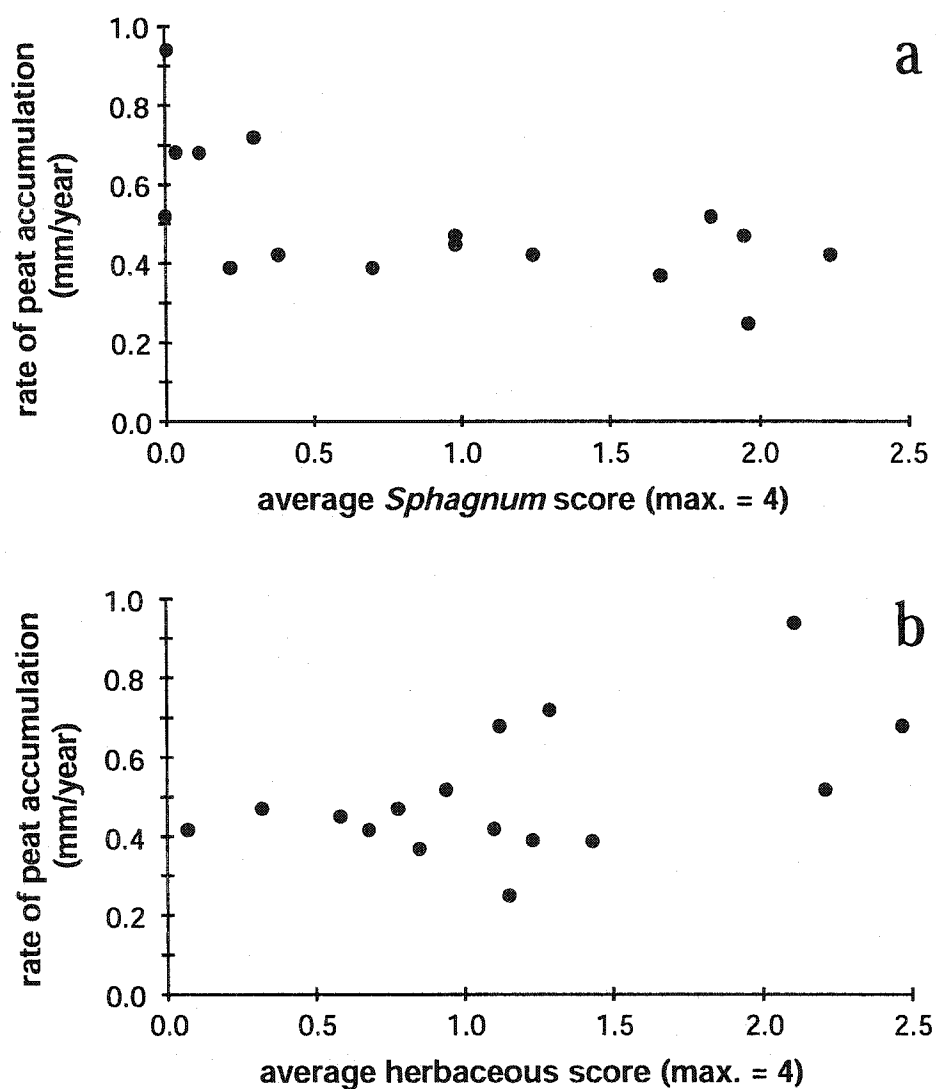 a
rate of peat accumulation
(mm/year)
1.0
0.8
0.6
0.4
0.2
0.0
0.0 0.5 1.0 1.5 2.0 2.5
average Sphagnum score (max. = 4)
b
rate of peat accumulation
(mm/year)
1.0
0.8
0.6
0.4
0.2
0.0
0.0 0.5 1.0 1.5 2.0 2.5
average herbaceous score (max. = 4)